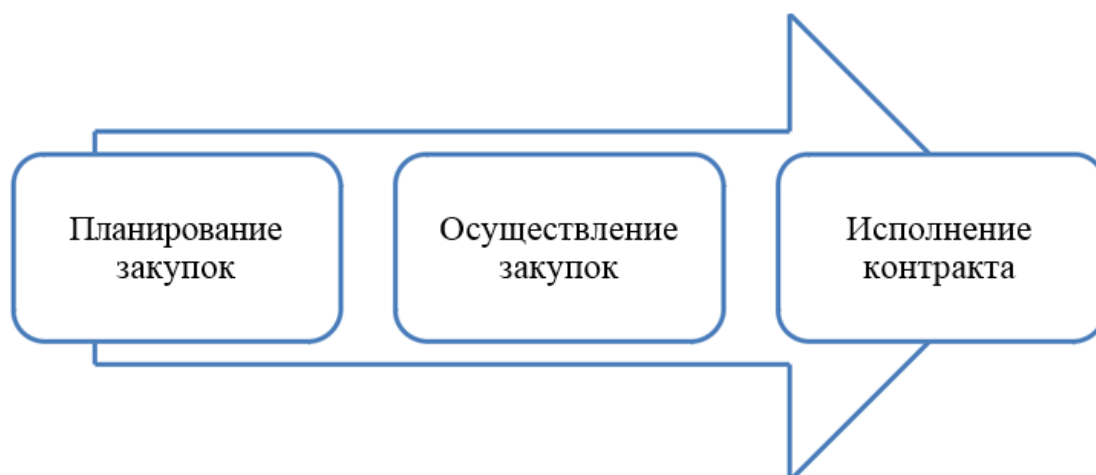 Планирование
закупок
Осуществление
закупок
Исполнение
контракта